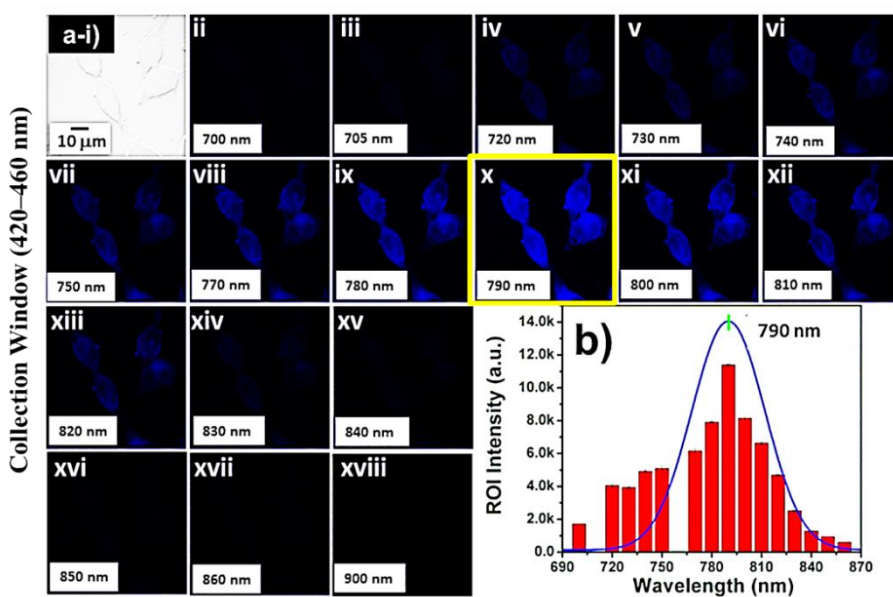 Collection Window (420–460 nm)
a-i)
10 μm
ii
700 nm
iii
705 nm
iv
720 nm
v
730 nm
vi
740 nm
vii
750 nm
viii
770 nm
ix
780 nm
x
790 nm
xi
800 nm
xii
810 nm
xiii
820 nm
xiv
830 nm
xv
840 nm
xvi
850 nm
xvii
860 nm
xviii
900 nm
b)
790 nm
ROI Intensity (a.u.)
14.0k
12.0k
10.0k
8.0k
6.0k
4.0k
2.0k
0.0
690 720 750 780 810 840 870
Wavelength (nm)